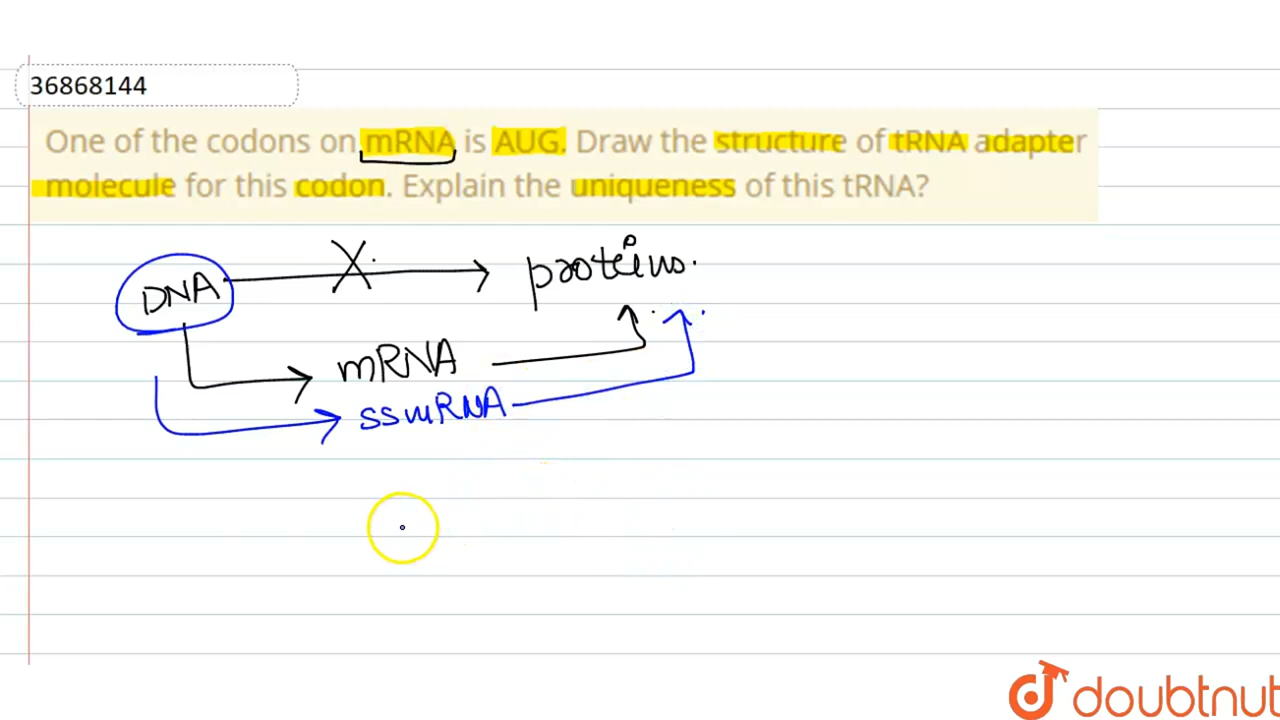 36868144
One of the codons on mRNA is AUG. Draw the structure of tRNA adapter
molecule for this codon. Explain the uniqueness of this tRNA?
DNA
proteins.
mRNA
ssmRNA
doubtnut